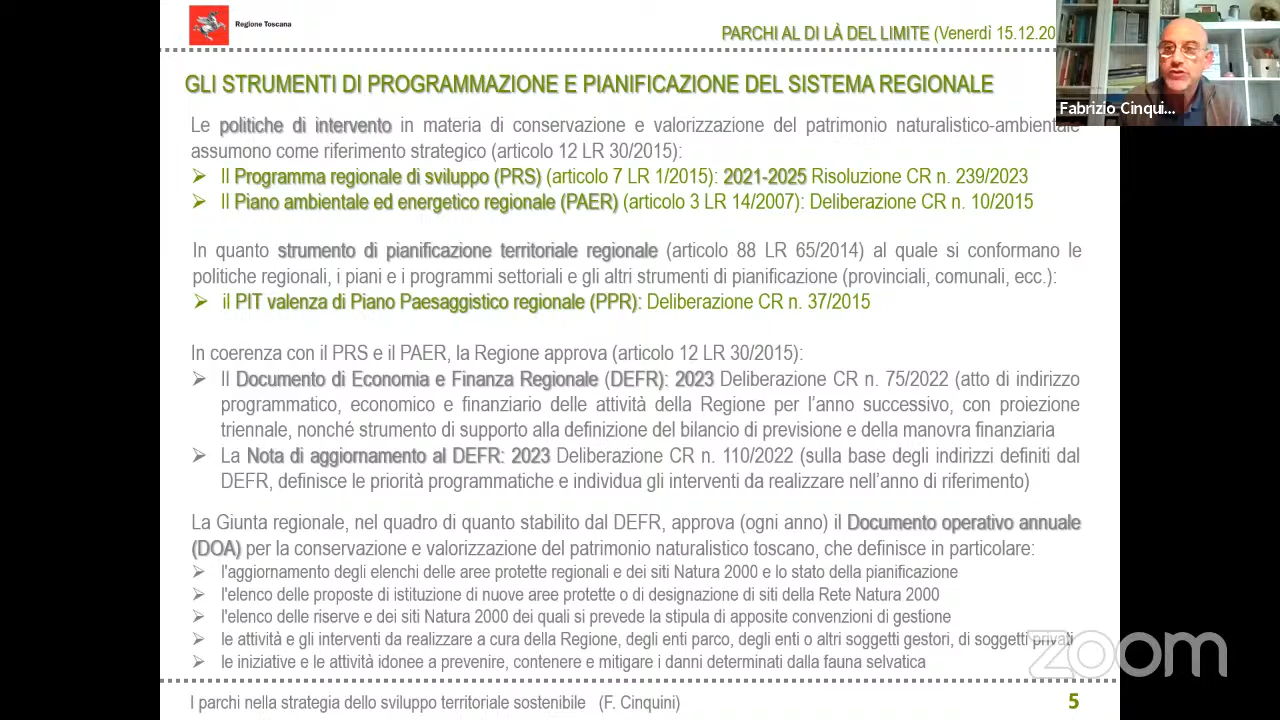 Regione Toscana
PARCHI AL DI LÀ DEL LIMITE (Venerdì 15.12.20
Fabrizio Cinqui...
GLI STRUMENTI DI PROGRAMMAZIONE E PIANIFICAZIONE DEL SISTEMA REGIONALE
Le politiche di intervento in materia di conservazione e valorizzazione del patrimonio naturalistico-ambientale
assumono come riferimento strategico (articolo 12 LR 30/2015):
➢ Il Programma regionale di sviluppo (PRS) (articolo 7 LR 1/2015): 2021-2025 Risoluzione CR n. 239/2023
➢ Il Piano ambientale ed energetico regionale (PAER) (articolo 3 LR 14/2007): Deliberazione CR n. 10/2015
In quanto strumento di pianificazione territoriale regionale (articolo 88 LR 65/2014) al quale si conformano le
politiche regionali, i piani e i programmi settoriali e gli altri strumenti di pianificazione (provinciali, comunali, ecc.):
➢ il PIT valenza di Piano Paesaggistico regionale (PPR): Deliberazione CR n. 37/2015
In coerenza con il PRS e il PAER, la Regione approva (articolo 12 LR 30/2015):
➢ Il Documento di Economia e Finanza Regionale (DEFR): 2023 Deliberazione CR n. 75/2022 (atto di indirizzo
programmatico, economico e finanziario delle attività della Regione per l'anno successivo, con proiezione
triennale, nonché strumento di supporto alla definizione del bilancio di previsione e della manovra finanziaria
➢ La Nota di aggiornamento al DEFR: 2023 Deliberazione CR n. 110/2022 (sulla base degli indirizzi definiti dal
DEFR, definisce le priorità programmatiche e individua gli interventi da realizzare nell'anno di riferimento)
La Giunta regionale, nel quadro di quanto stabilito dal DEFR, approva (ogni anno) il Documento operativo annuale
(DOA) per la conservazione e valorizzazione del patrimonio naturalistico toscano, che definisce in particolare:
➢ l'aggiornamento degli elenchi delle aree protette regionali e dei siti Natura 2000 e lo stato della pianificazione
➢ l'elenco delle proposte di istituzione di nuove aree protette o di designazione di siti della Rete Natura 2000
➢ l'elenco delle riserve e dei siti Natura 2000 dei quali si prevede la stipula di apposite convenzioni di gestione
➢ le attività e gli interventi da realizzare a cura della Regione, degli enti parco, degli enti o altri soggetti gestori, di soggetti privati
➢ le iniziative e le attività idonee a prevenire, contenere e mitigare i danni determinati dalla fauna selvatica
zoom
I parchi nella strategia dello sviluppo territoriale sostenibile (F. Cinquini)
5